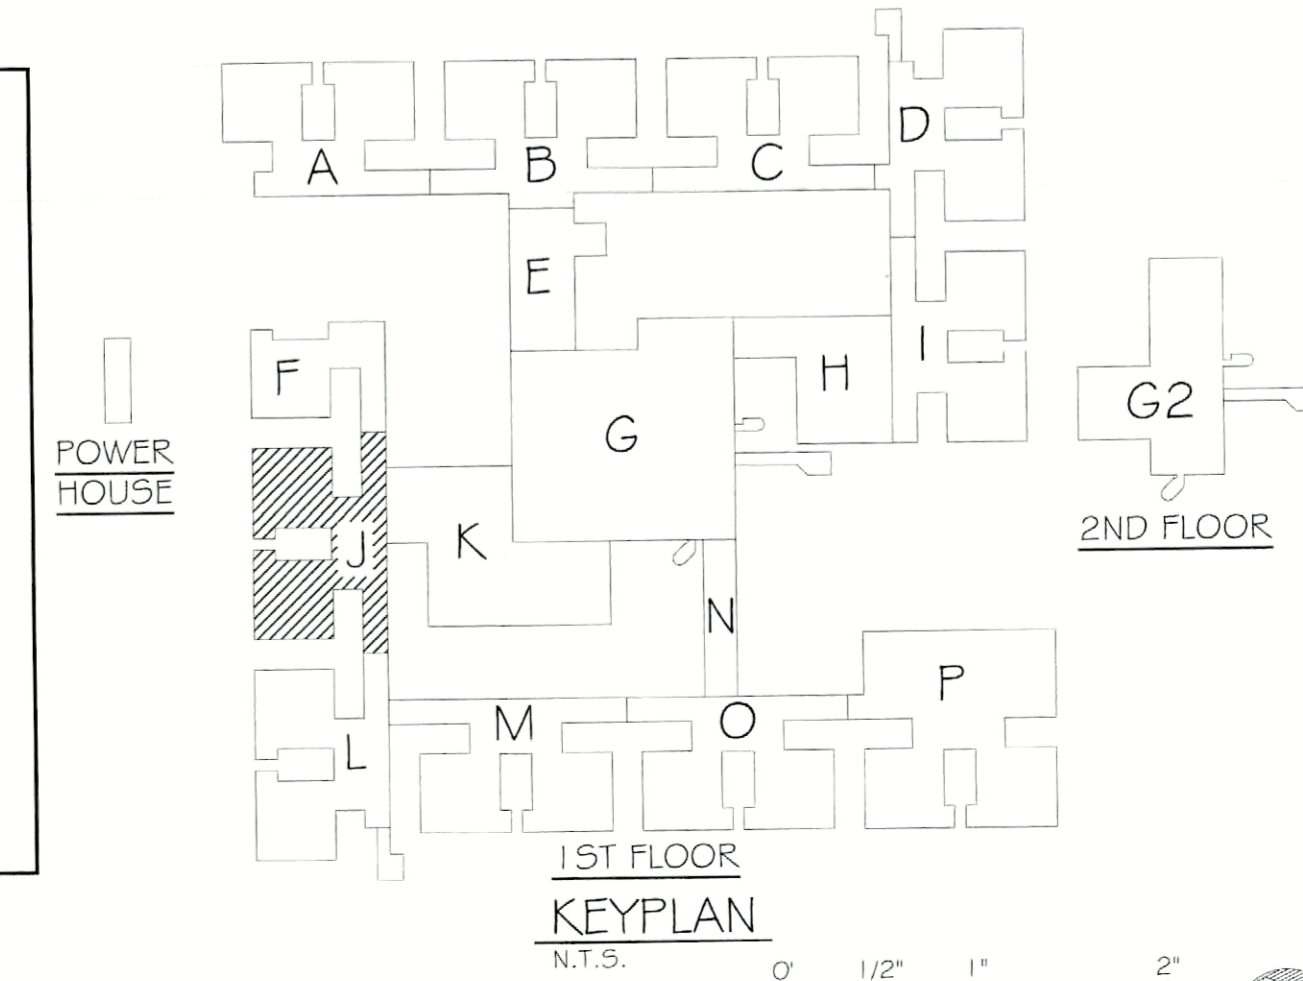 A
B
C
D
E
F
G
H
I
J
K
L
M
N
O
P
G2
POWER
HOUSE
2ND FLOOR
1ST FLOOR
KEYPLAN
N.T.S.
0' 1/2" 1" 2"